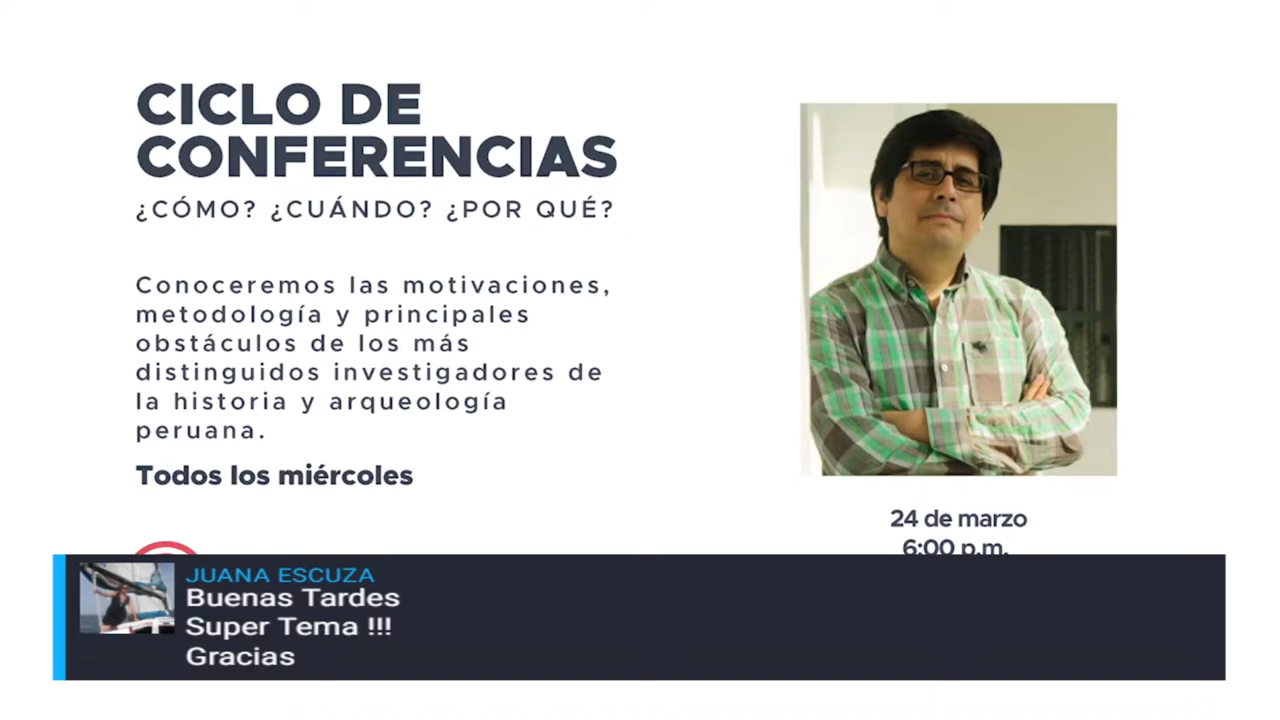 CICLO DE
CONFERENCIAS
¿CÓMO? ¿CUÁNDO? ¿POR QUÉ?
Conoceremos las motivaciones,
metodología y principales
obstáculos de los más
distinguidos investigadores de
la historia y arqueología
peruana.
Todos los miércoles
24 de marzo
6:00 p.m.
JUANA ESCUZA
Buenas Tardes
Super Tema !!!
Gracias